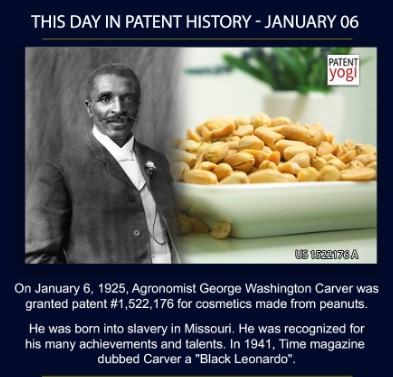 THIS DAY IN PATENT HISTORY - JANUARY 06
PATENT
yogi
US 1522176 A
On January 6, 1925, Agronomist George Washington Carver was
granted patent #1,522,176 for cosmetics made from peanuts.
He was born into slavery in Missouri. He was recognized for
his many achievements and talents. In 1941, Time magazine
dubbed Carver a "Black Leonardo".